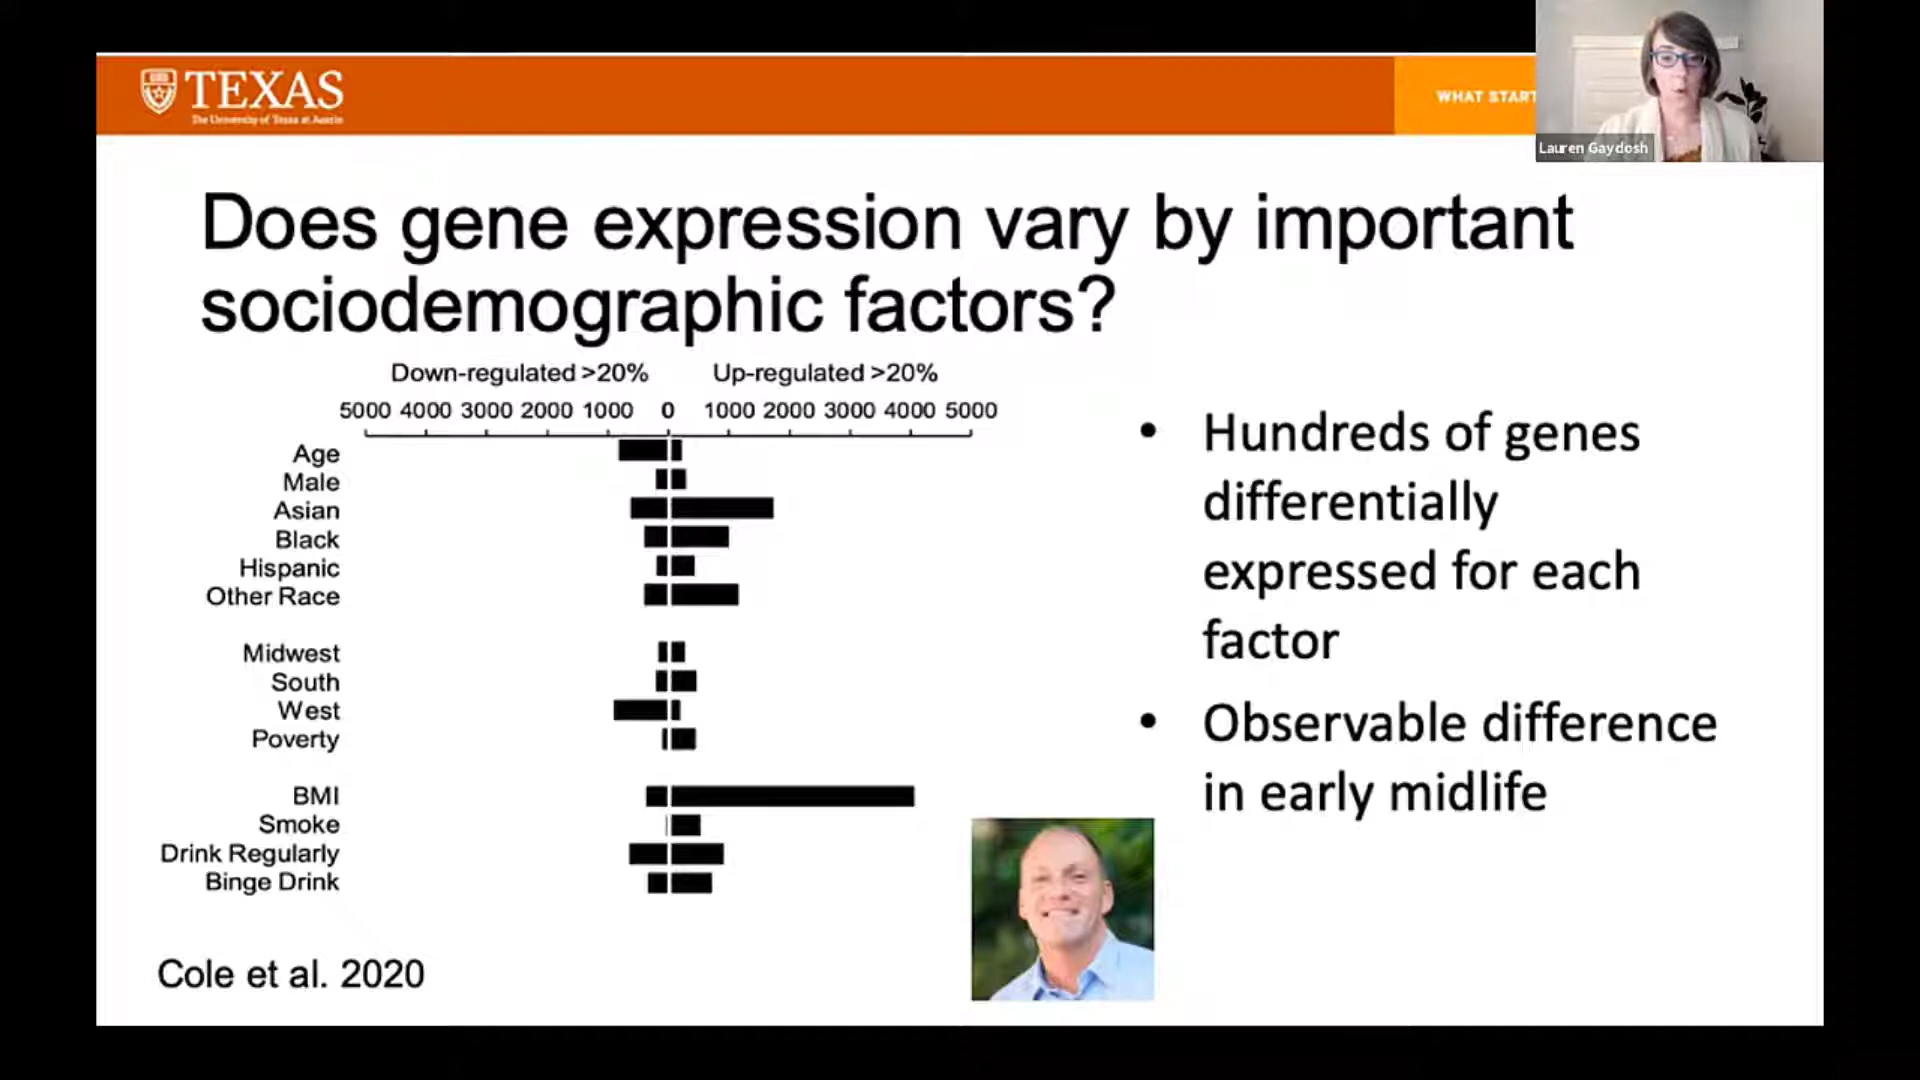 TEXAS
The University of Texas at Austin
WHAT START
Lauren Gaydosh
Does gene expression vary by important
sociodemographic factors?
Down-regulated >20% Up-regulated >20%
5000 4000 3000 2000 1000 0 1000 2000 3000 4000 5000
Age
Male
Asian
Black
Hispanic
Other Race
Midwest
South
West
Poverty
BMI
Smoke
Drink Regularly
Binge Drink
• Hundreds of genes
differentially
expressed for each
factor
• Observable difference
in early midlife
Cole et al. 2020